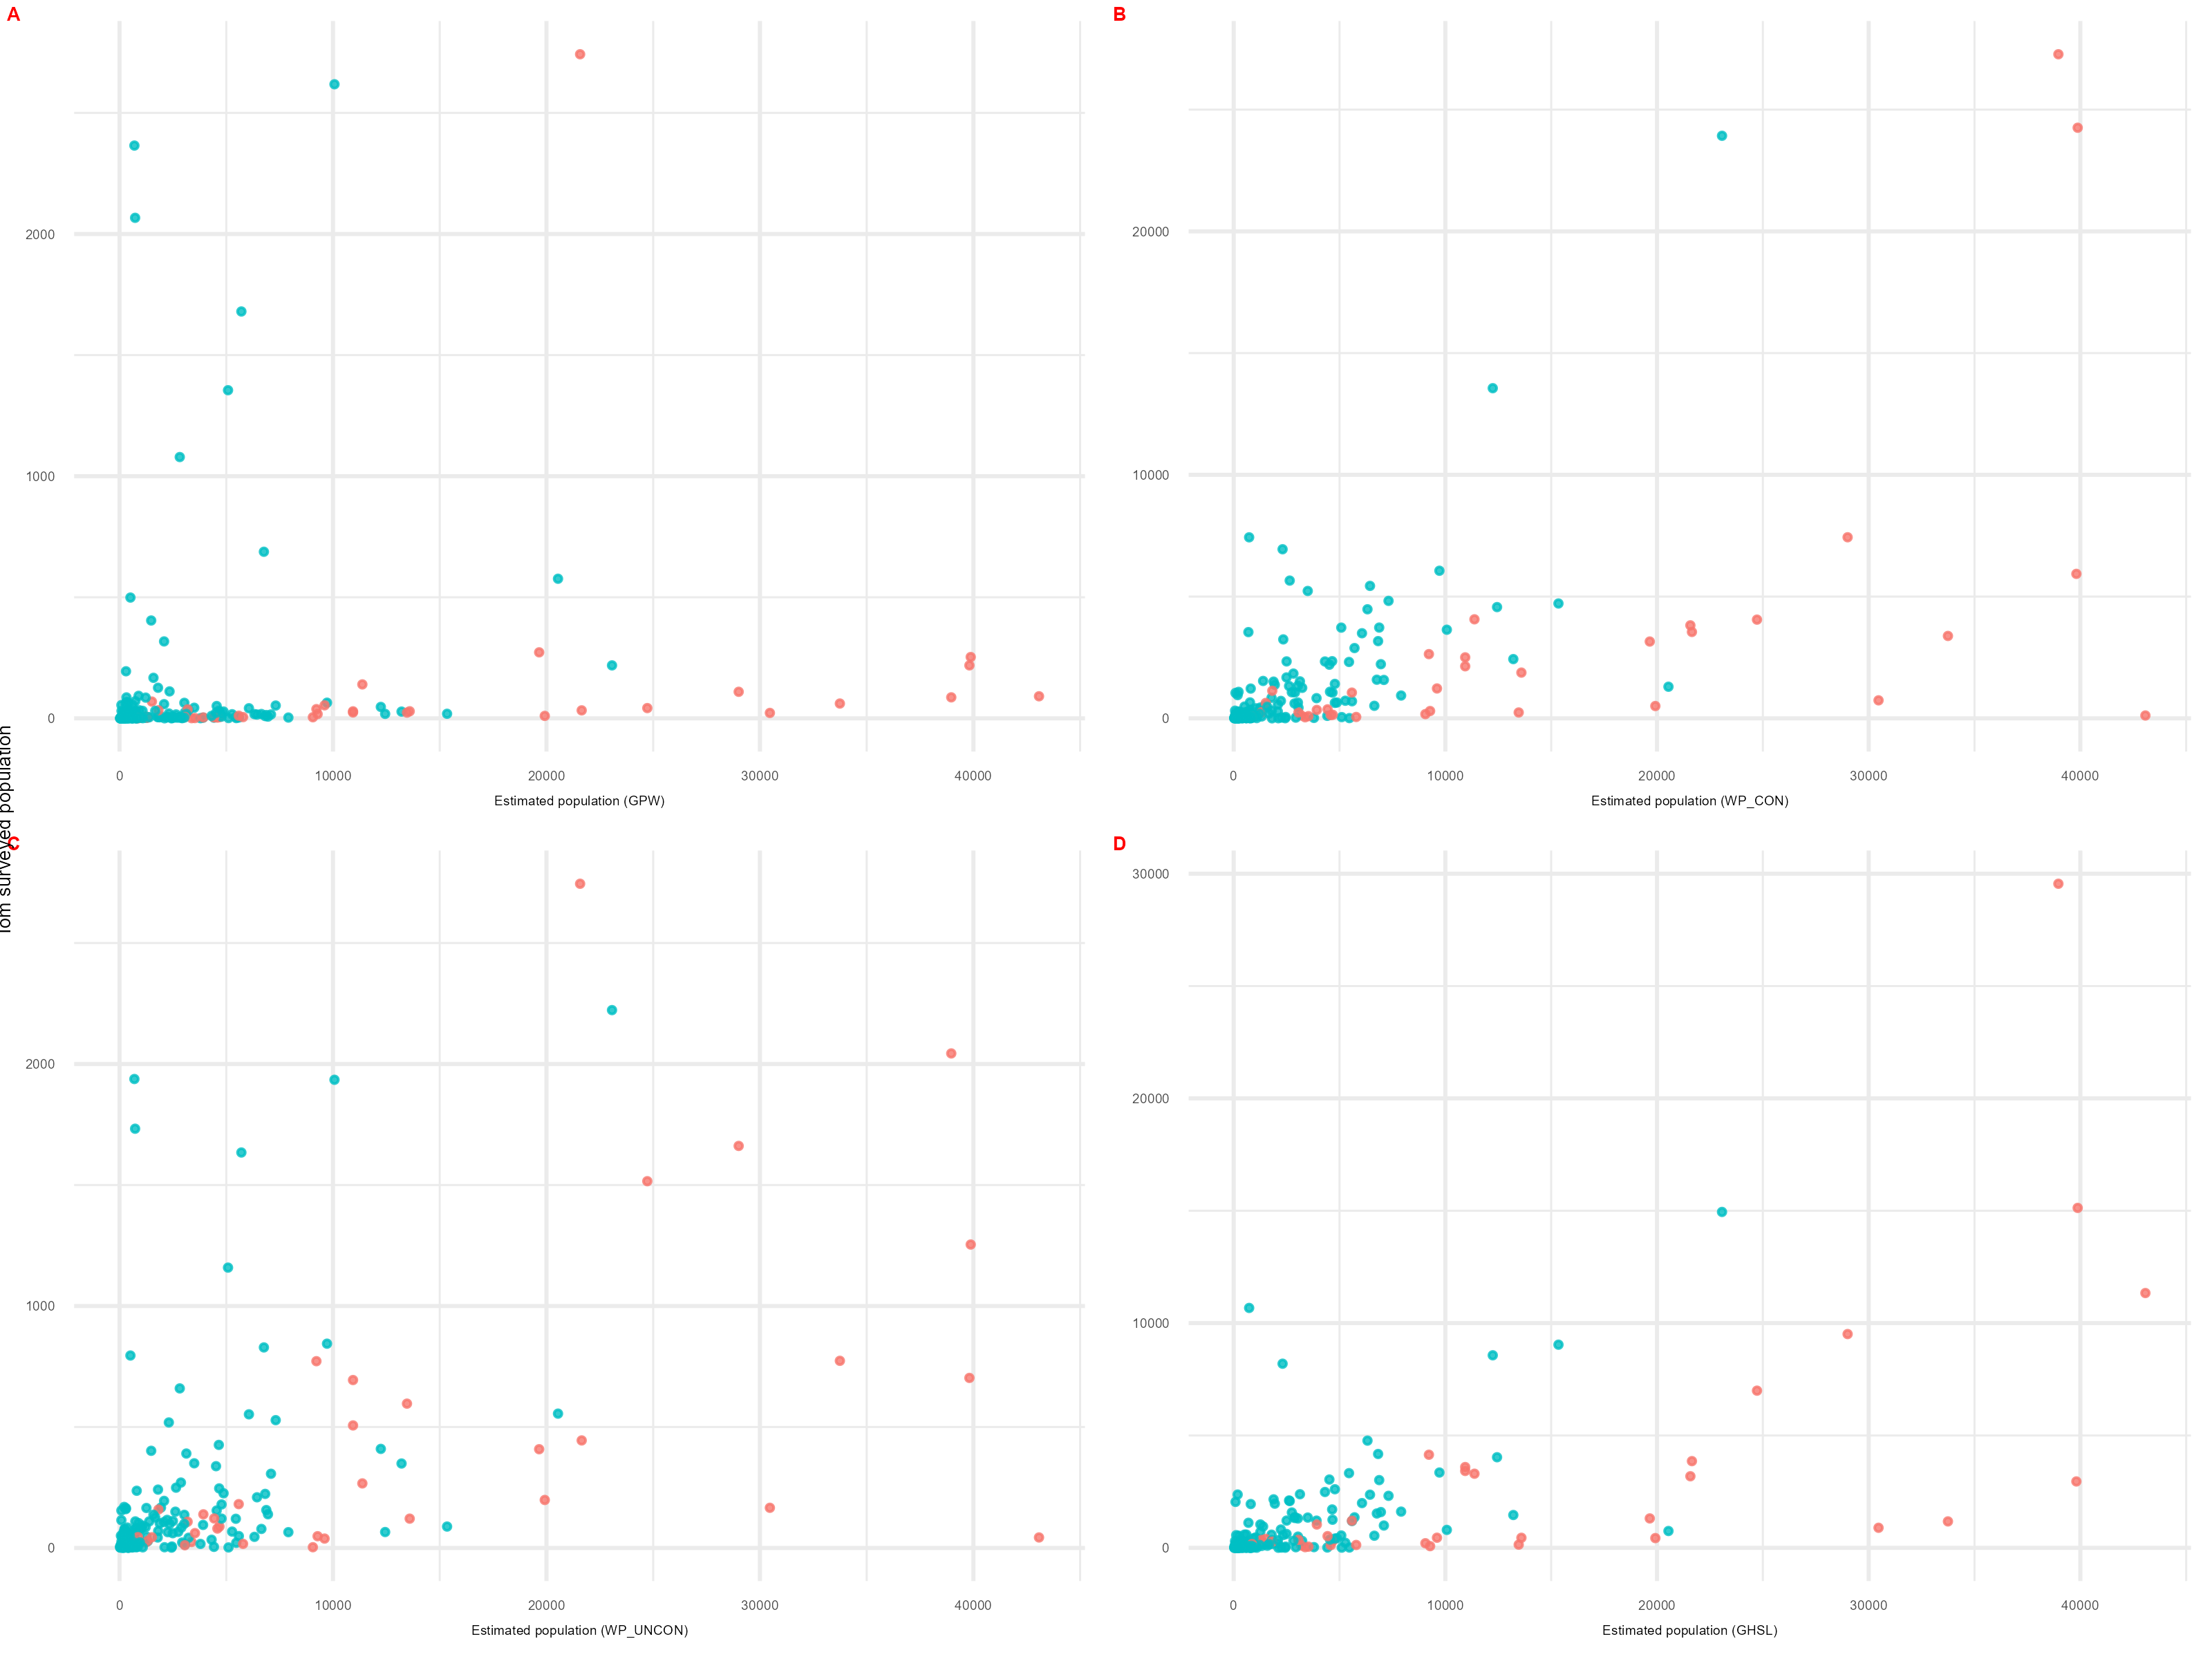 A
2000
1000
0
0 10000 20000 30000 40000
Estimated population (GPW)
B
20000
10000
0
0 10000 20000 30000 40000
Estimated population (WP_CON)
Iom surveyed population
C
2000
1000
0
0 10000 20000 30000 40000
Estimated population (WP_UNCON)
D
30000
20000
10000
0
0 10000 20000 30000 40000
Estimated population (GHSL)